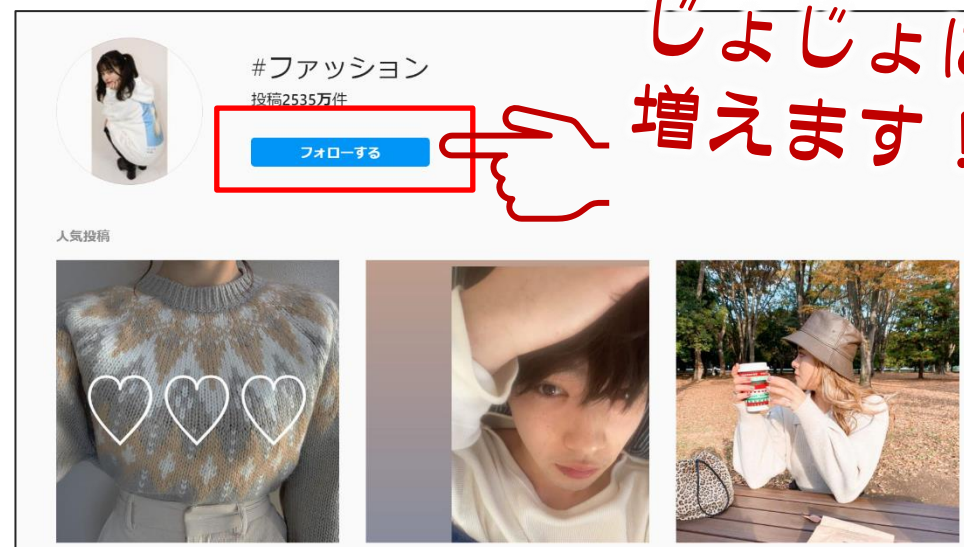 #ファッション
投稿2535万件
フォローする
じょじょに
増えます！
人気投稿